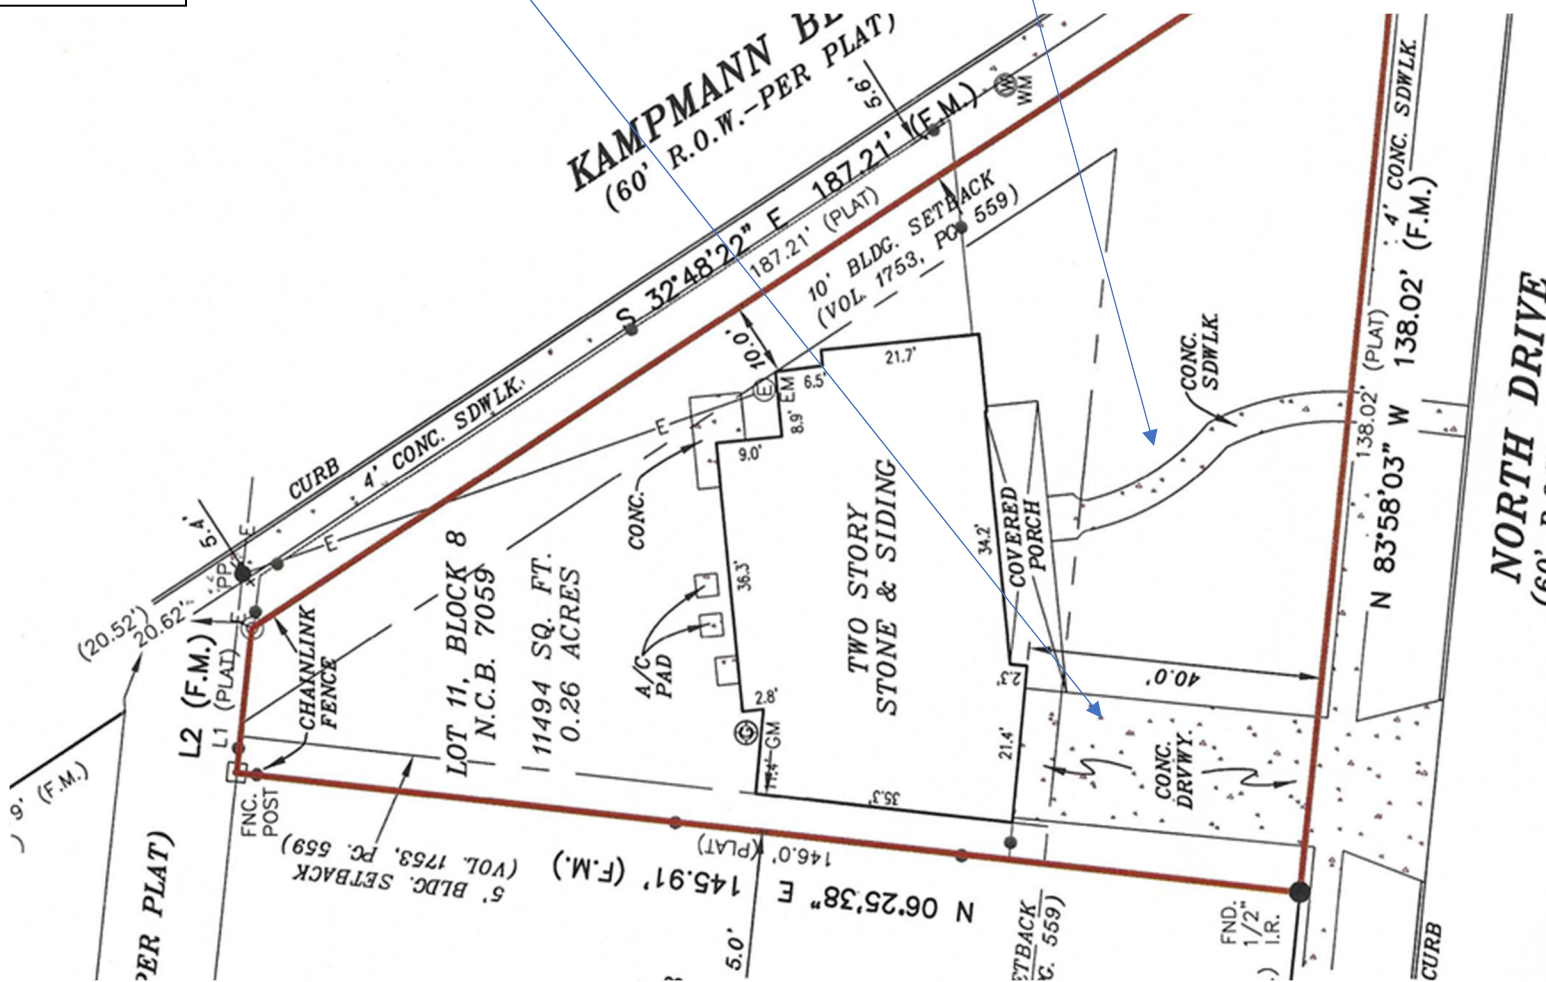 KAMPMANN
(60' R.O.W.-PER PLAT)
5.6'
WM
W
S 32°48'22" E 187.21' (F.M.)
187.21' (PLAT)
10' BLDG. SETBACK
(VOL. 1753, PG 559)
10.0'
CURB
4' CONC. SDWLK.
5.4'
PP
E
E
E
E
E
EM
(20.52')
20.62'
L2 (F.M.)
L1 (PLAT)
CHAINLINK
FENCE
LOT 11, BLOCK 8
N.C.B. 7059
11494 SQ. FT.
0.26 ACRES
CONC.
A/C
PAD
6.5'
21.7'
8.9'
9.0'
36.3'
2.8'
G
GM
11.4'
35.3'
21.4'
2.3'
34.2'
TWO STORY
STONE & SIDING
COVERED
PORCH
CONC.
SDWLK.
40.0'
CONC.
DRVWY.
4' CONC. SDWLK.
138.02' (PLAT)
N 83°58'03" W 138.02' (F.M.)
NORTH DRIVE
(60'
9' (F.M.)
FNC.
POST
5' BLDG. SETBACK
(VOL. 1753, PG. 559)
146.0' (PLAT)
N 06°25'38" E 145.91' (F.M.)
5.0'
PER PLAT)
ETBACK
G. 559)
FND.
1/2"
I.R.
CURB